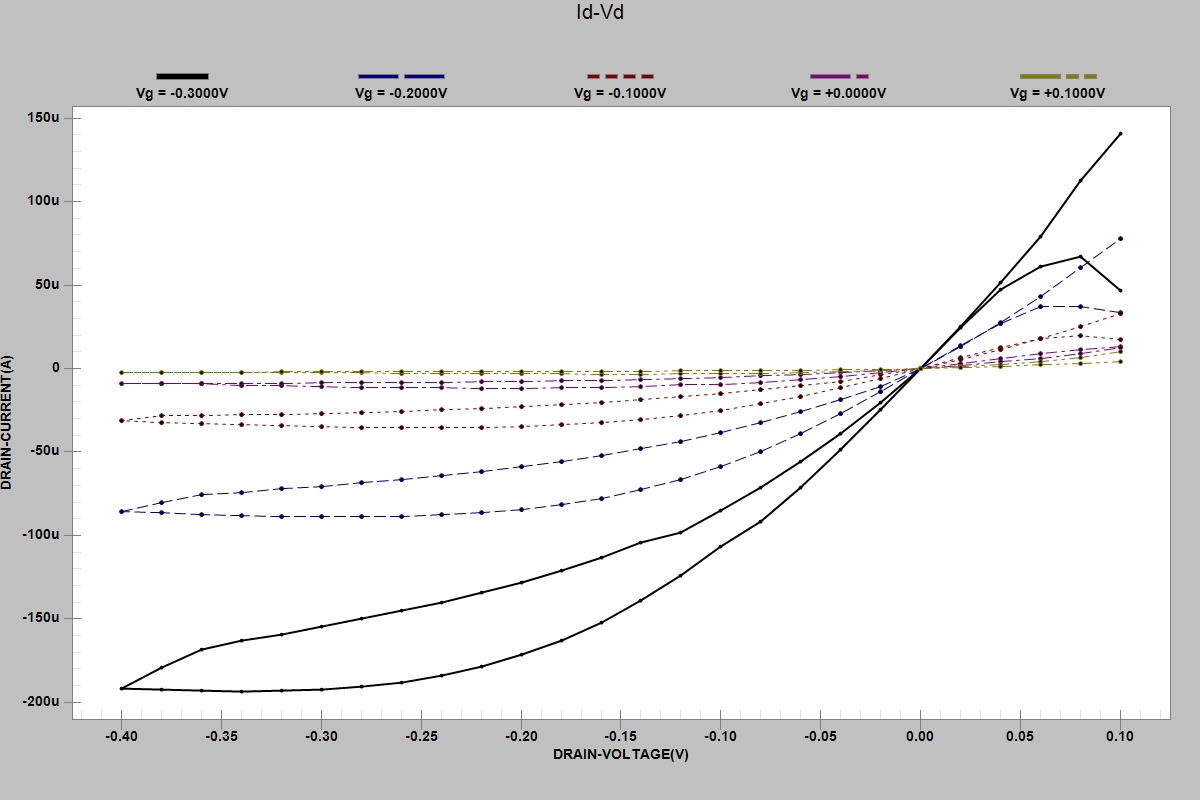 Id-Vd
Vg = -0.3000V
Vg = -0.2000V
Vg = -0.1000V
Vg = +0.0000V
Vg = +0.1000V
150u
100u
50u
0
-50u
-100u
-150u
-200u
DRAIN-CURRENT(A)
-0.40
-0.35
-0.30
-0.25
-0.20
-0.15
-0.10
-0.05
0.00
0.05
0.10
DRAIN-VOLTAGE(V)